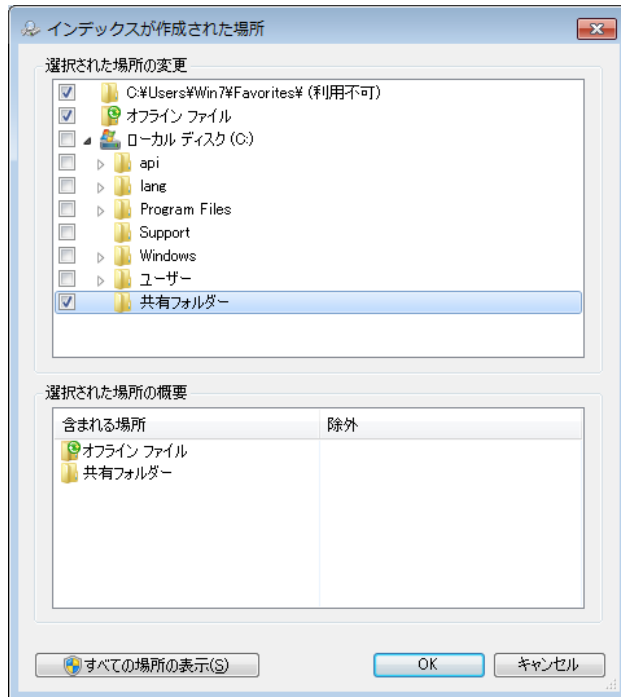 インデックスが作成された場所
選択された場所の変更
C:¥Users¥Win7¥Favorites¥ (利用不可)
オフライン ファイル
ローカル ディスク (C:)
api
lang
Program Files
Support
Windows
ユーザー
共有フォルダー
選択された場所の概要
含まれる場所 除外
オフライン ファイル
共有フォルダー
すべての場所の表示(S) OK キャンセル